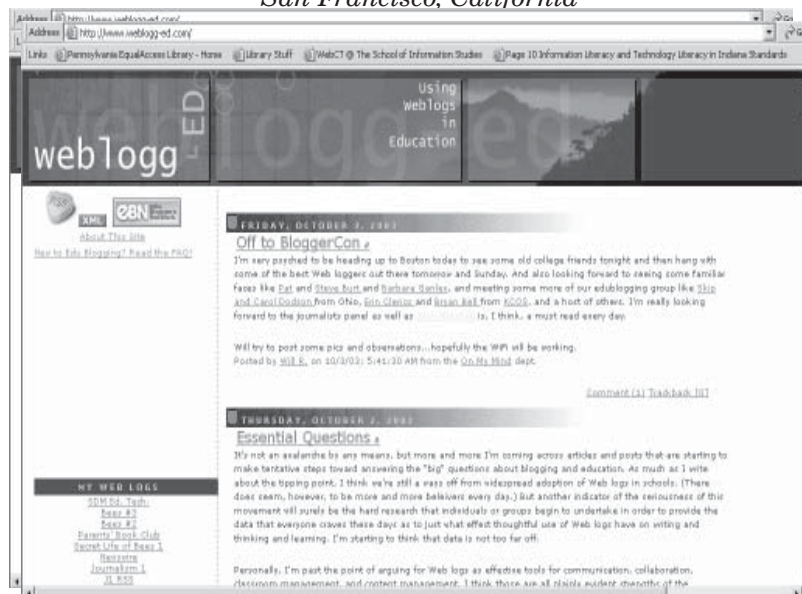 San Francisco, California
Address http://www.weblogg-ed.com/
Address http://www.weblogg-ed.com/
Links Pennsylvania EqualAccess Library - Home Library Stuff WebCT @ The School of Information Studies Page 10 Information Literacy and Technology Literacy in Indiana Standards
weblogg-ED
Using
Weblogs
in
Education
RSS XML EBN
About This Site
New to Edu Blogging? Read the FAQ!
FRIDAY, OCTOBER 3, 2003
Off to BloggerCon
I'm very psyched to be heading up to Boston today to see some old college friends tonight and then hang with
some of the best Web loggers out there tomorrow and Sunday. And also looking forward to seeing some familiar
faces like Pat and Steve Burt and Barbara Ganley, and meeting some more of our edublogging group like Skip
and Carol Dodson from Ohio, and Brian Bell from KCOS, and a host of others. I'm really looking
forward to the journalists panel as well as is, I think, a must read every day.
Will try to post some pics and observations...hopefully the WiFi will be working.
Posted by Will R. on 10/3/03; 5:41:30 AM from the On My Mind dept.
Comment (1) Trackback [0]
THURSDAY, OCTOBER 2, 2003
Essential Questions
It's not an avalanche by any means, but more and more I'm coming across articles and posts that are starting to
make tentative steps toward answering the "big" questions about blogging and education. As much as I write
about the tipping point, I think we're still a ways off from widespread adoption of Web logs in schools. (There
does seem, however, to be more and more beleivers every day.) But another indicator of the seriousness of this
movement will surely be the hard research that individuals or groups begin to undertake in order to provide the
data that everyone craves these days as to just what effect thoughtful use of Web logs have on writing and
thinking and learning. I'm starting to think that data is not too far off.
Personally, I'm past the point of arguing for Web logs as effective tools for communication, collaboration,
classroom management, and content management. I think those are all plainly evident strengths of the
MY WEB LOGS
SDM Ed. Tech.
Bees #3
Bees #2
Parents' Book Club
Secret Life of Bees 1
Journalism 1
J1 RSS